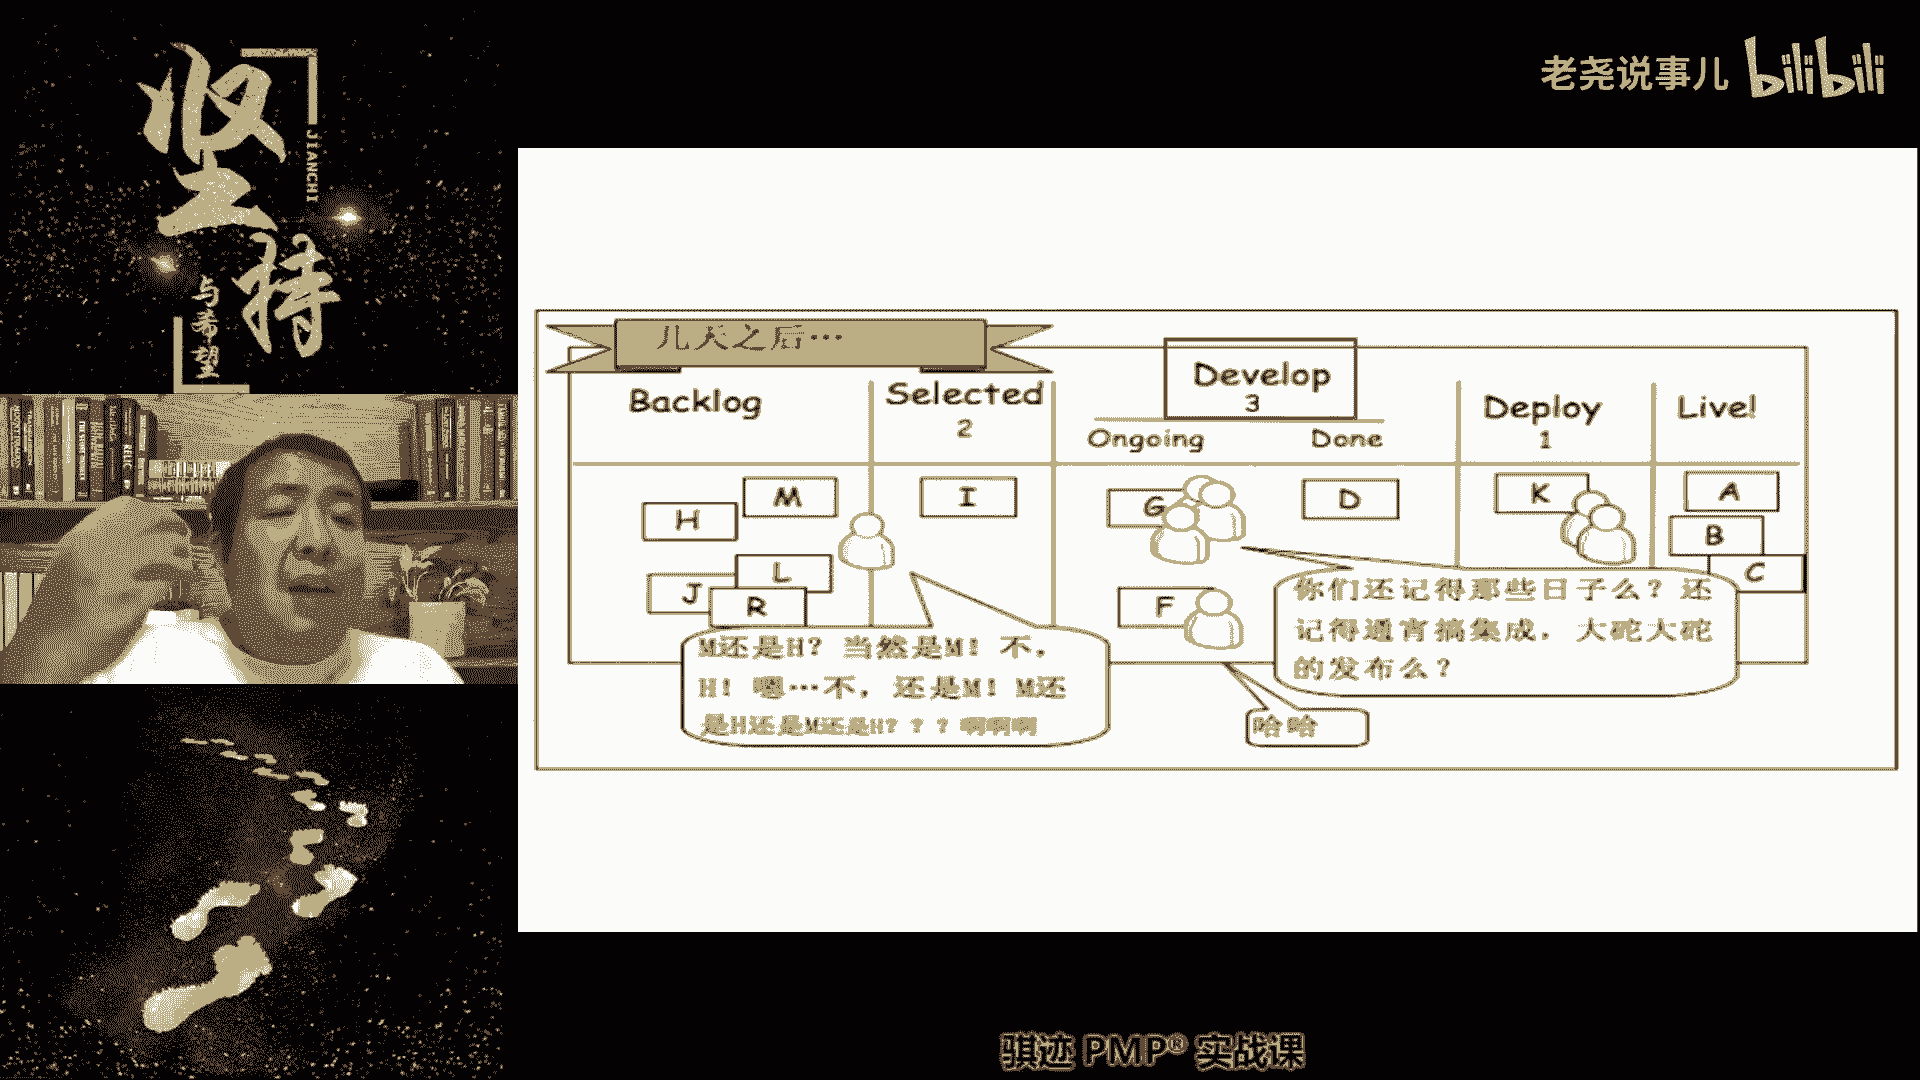 坚持
JIANCHI
与希望
老尧说事儿 bilibili
几天之后…
Backlog
Selected
2
Develop
3
Ongoing
Done
Deploy
1
Live!
H
M
J
L
R
I
G
D
F
K
A
B
C
M还是H? 当然是M! 不,
H! 嗯…不, 还是M! M还
是H还是M还是H? ? ? 啊啊啊
你们还记得那些日子么? 还
记得通宵搞集成, 大砣大砣
的发布么?
哈哈
骐迹 PMP® 实战课